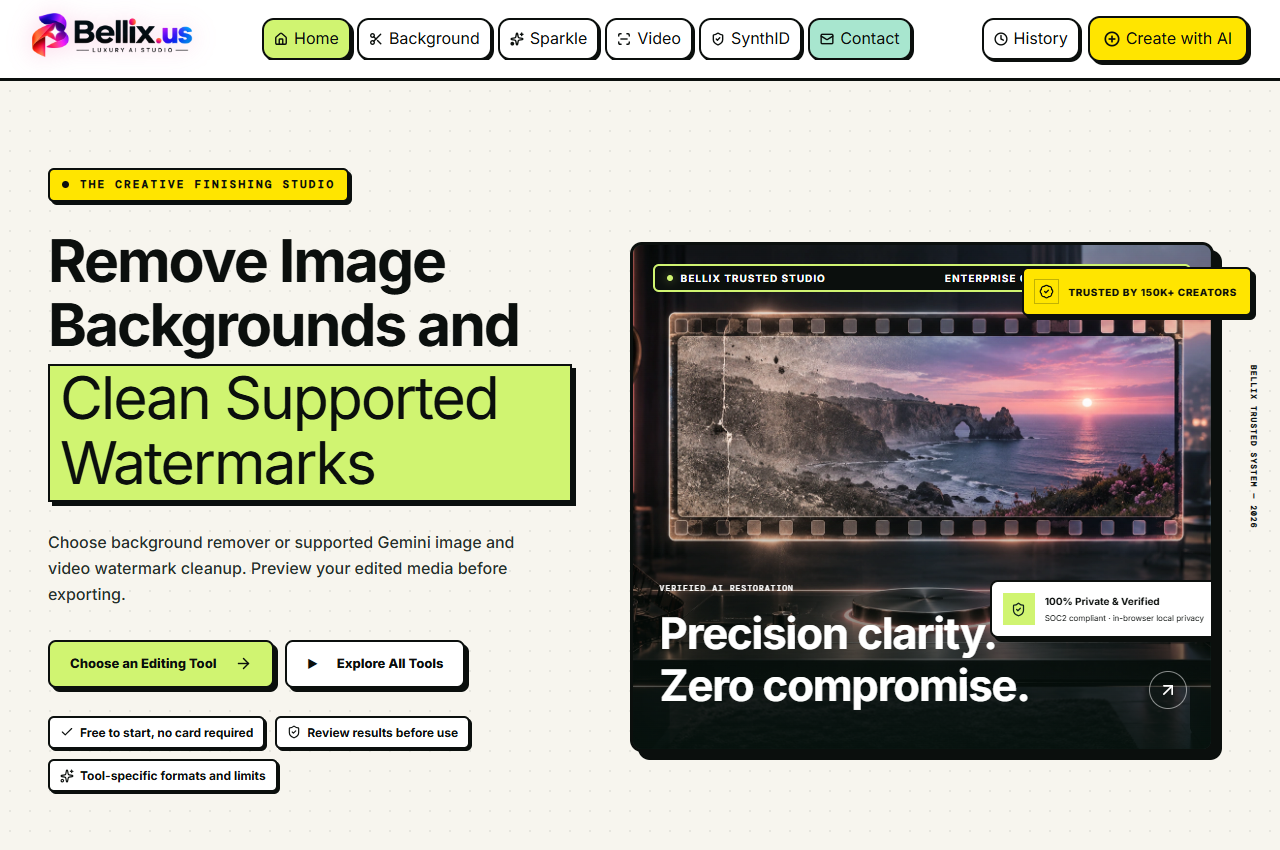 Bellix.us
LUXURY AI STUDIO
Home
Background
Sparkle
Video
SynthID
Contact
History
Create with AI
THE CREATIVE FINISHING STUDIO
Remove Image
Backgrounds and
Clean Supported
Watermarks
Choose background remover or supported Gemini image and
video watermark cleanup. Preview your edited media before
exporting.
Choose an Editing Tool
Explore All Tools
Free to start, no card required
Review results before use
Tool-specific formats and limits
BELLIX TRUSTED STUDIO
ENTERPRISE
TRUSTED BY 150K+ CREATORS
VERIFIED AI RESTORATION
Precision clarity.
Zero compromise.
100% Private & Verified
SOC2 compliant · in-browser local privacy
BELLIX TRUSTED SYSTEM — 2026